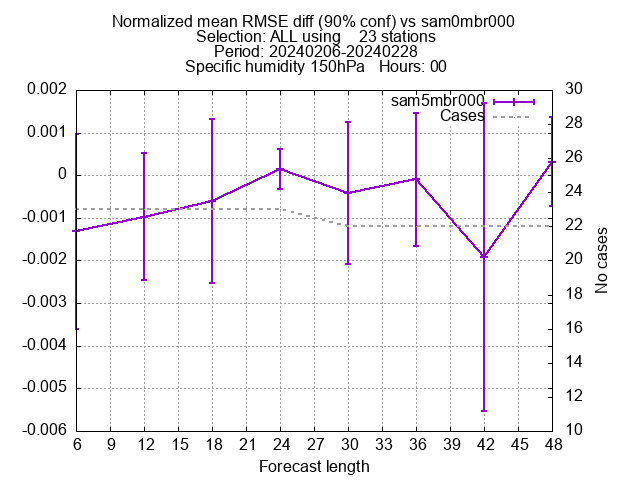 Normalized mean RMSE diff (90% conf) vs sam0mbr000
Selection: ALL using    23 stations
Period: 20240206-20240228
Specific humidity 150hPa   Hours: 00
sam5mbr000
Cases
0.002
0.001
0
-0.001
-0.002
-0.003
-0.004
-0.005
-0.006
30
28
26
24
22
20
18
16
14
12
10
No cases
6 9 12 15 18 21 24 27 30 33 36 39 42 45 48
Forecast length